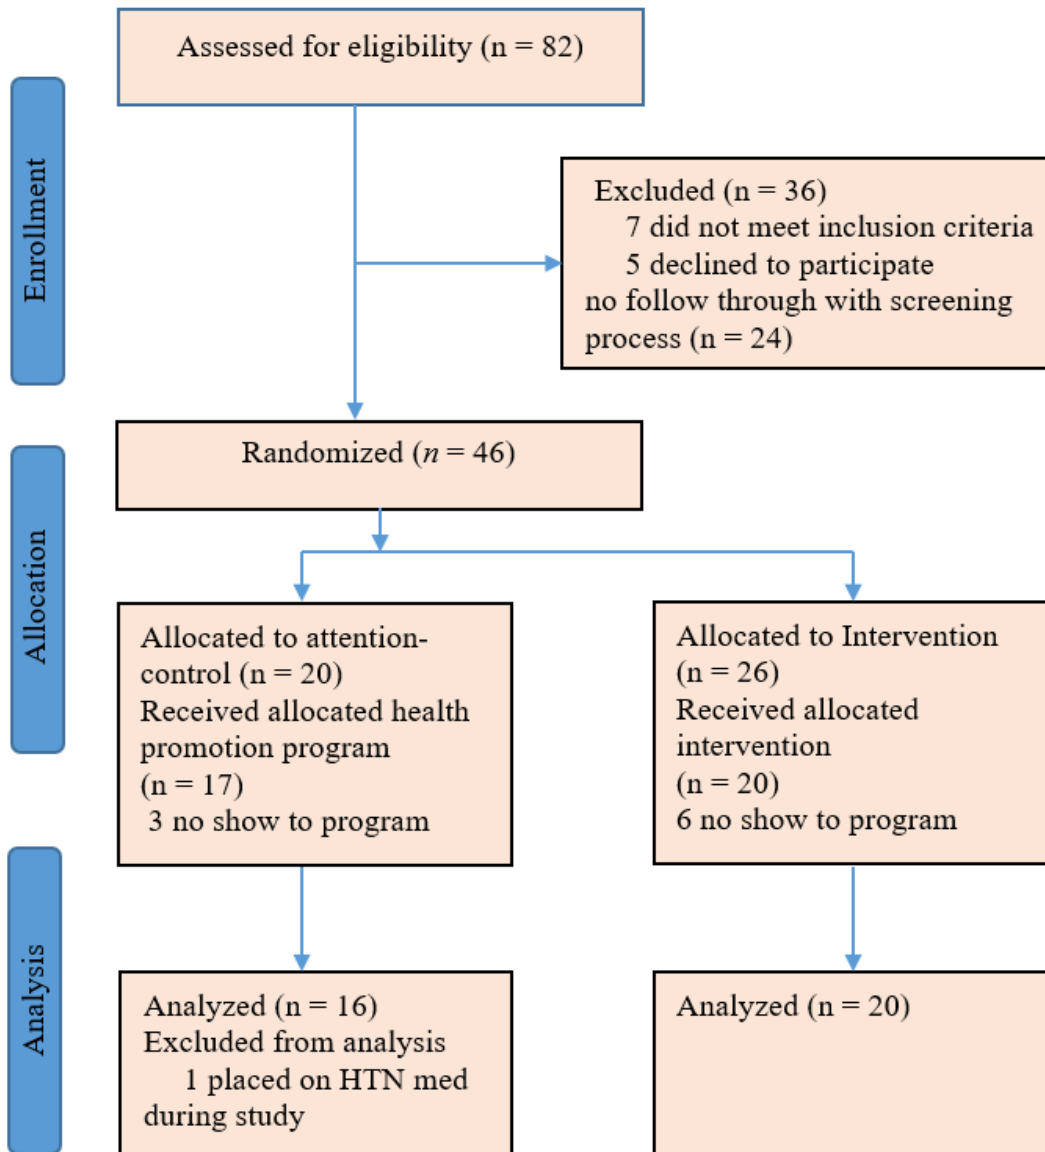 Assessed for eligibility (n = 82)
Enrollment
Excluded (n = 36)
7 did not meet inclusion criteria
5 declined to participate
no follow through with screening
process (n = 24)
Randomized (n = 46)
Allocation
Allocated to attention-
control (n = 20)
Received allocated health
promotion program
(n = 17)
3 no show to program
Allocated to Intervention
(n = 26)
Received allocated
intervention
(n = 20)
6 no show to program
Analysis
Analyzed (n = 16)
Excluded from analysis
1 placed on HTN med
during study
Analyzed (n = 20)